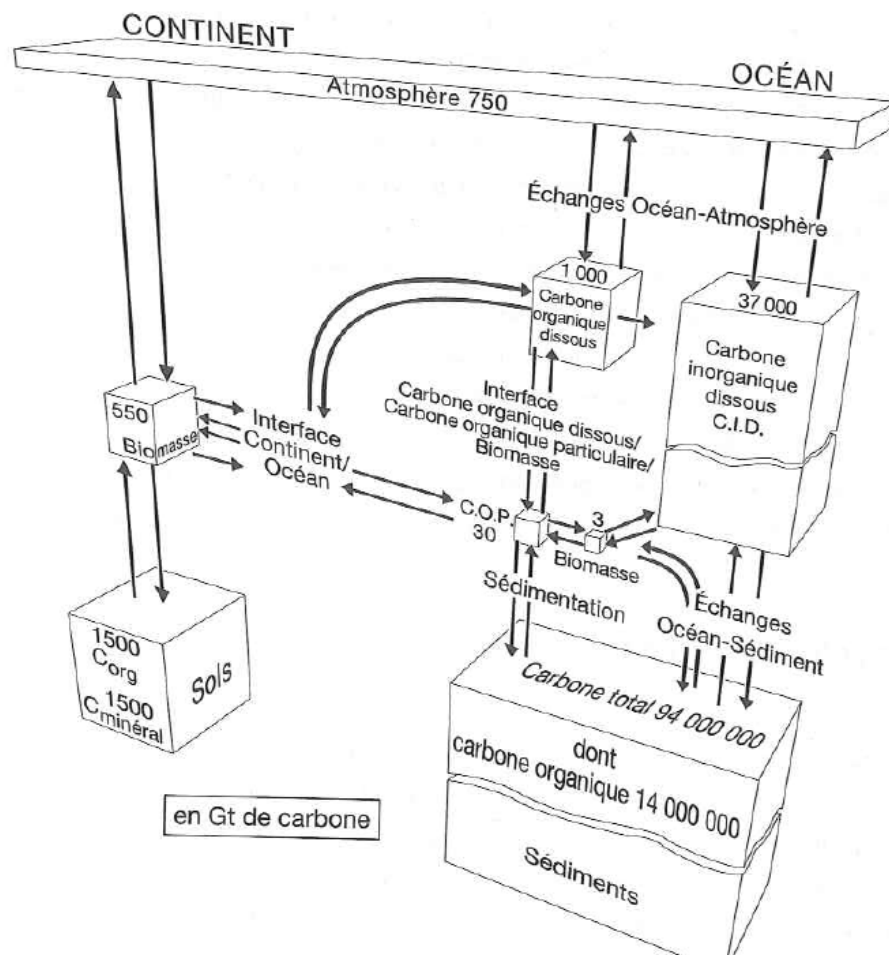 CONTINENT
OCÉAN
Atmosphère 750
Échanges Océan-Atmosphère
1 000
Carbone
organique
dissous
37 000
Carbone
inorganique
dissous
C.I.D.
550
Biomasse
Interface
Continent/
Océan
Interface
Carbone organique dissous/
Carbone organique particulaire/
Biomasse
C.O.P.
30
3
Biomasse
Sédimentation
Échanges
Océan-Sédiment
1500
Corg
1500
Cminéral
Sols
Carbone total 94 000 000
dont
carbone organique 14 000 000
Sédiments
en Gt de carbone